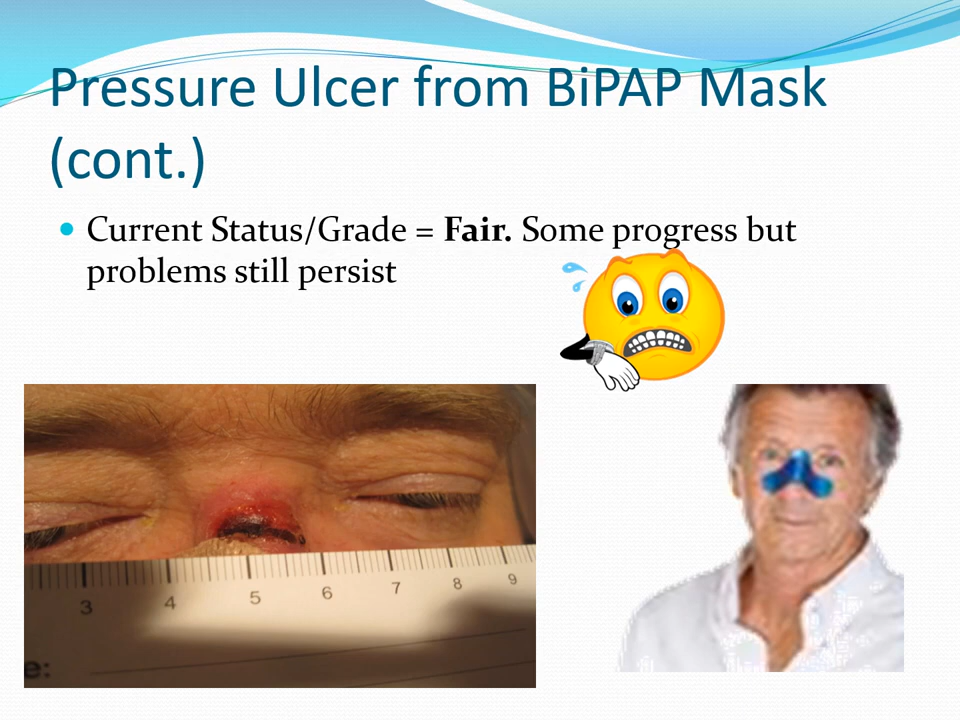 Pressure Ulcer from BiPAP Mask
(cont.)
Current Status/Grade = Fair. Some progress but
problems still persist
3 4 5 6 7 8 9
e: